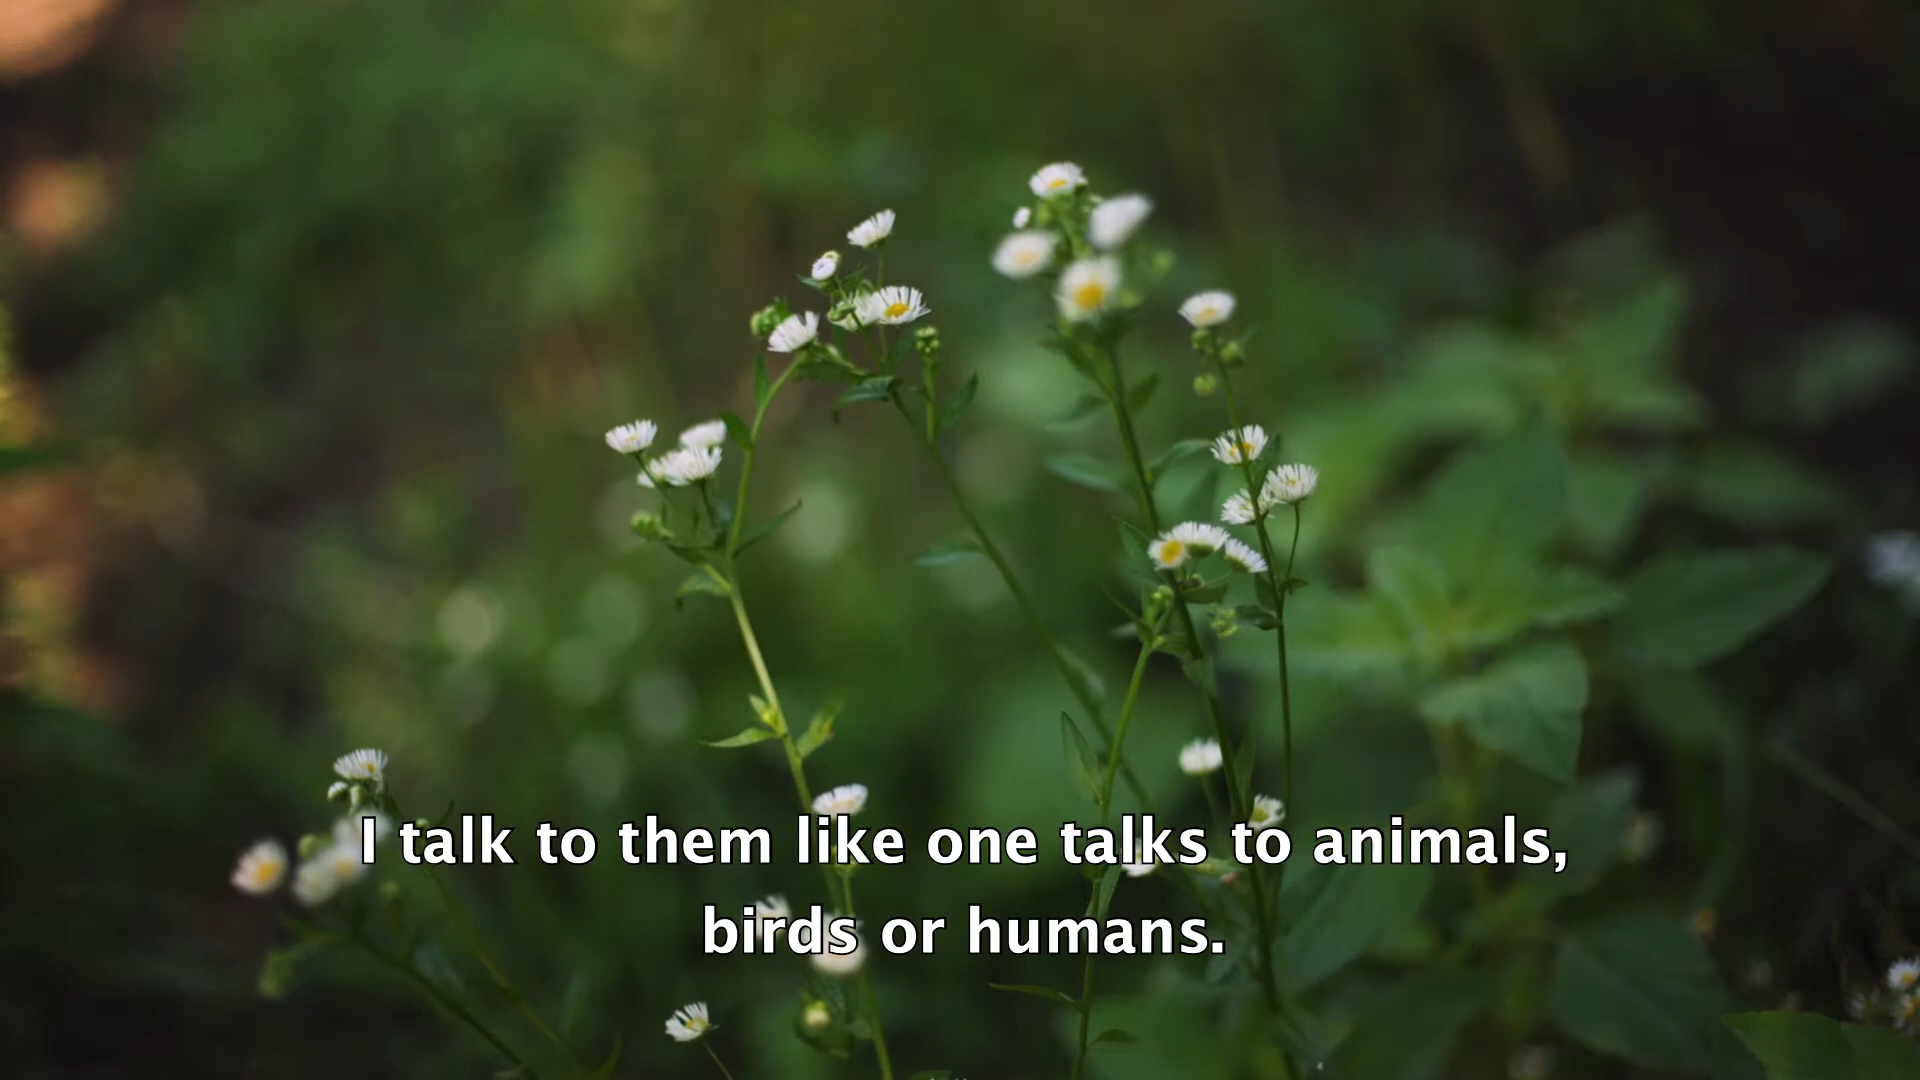 I talk to them like one talks to animals,
birds or humans.